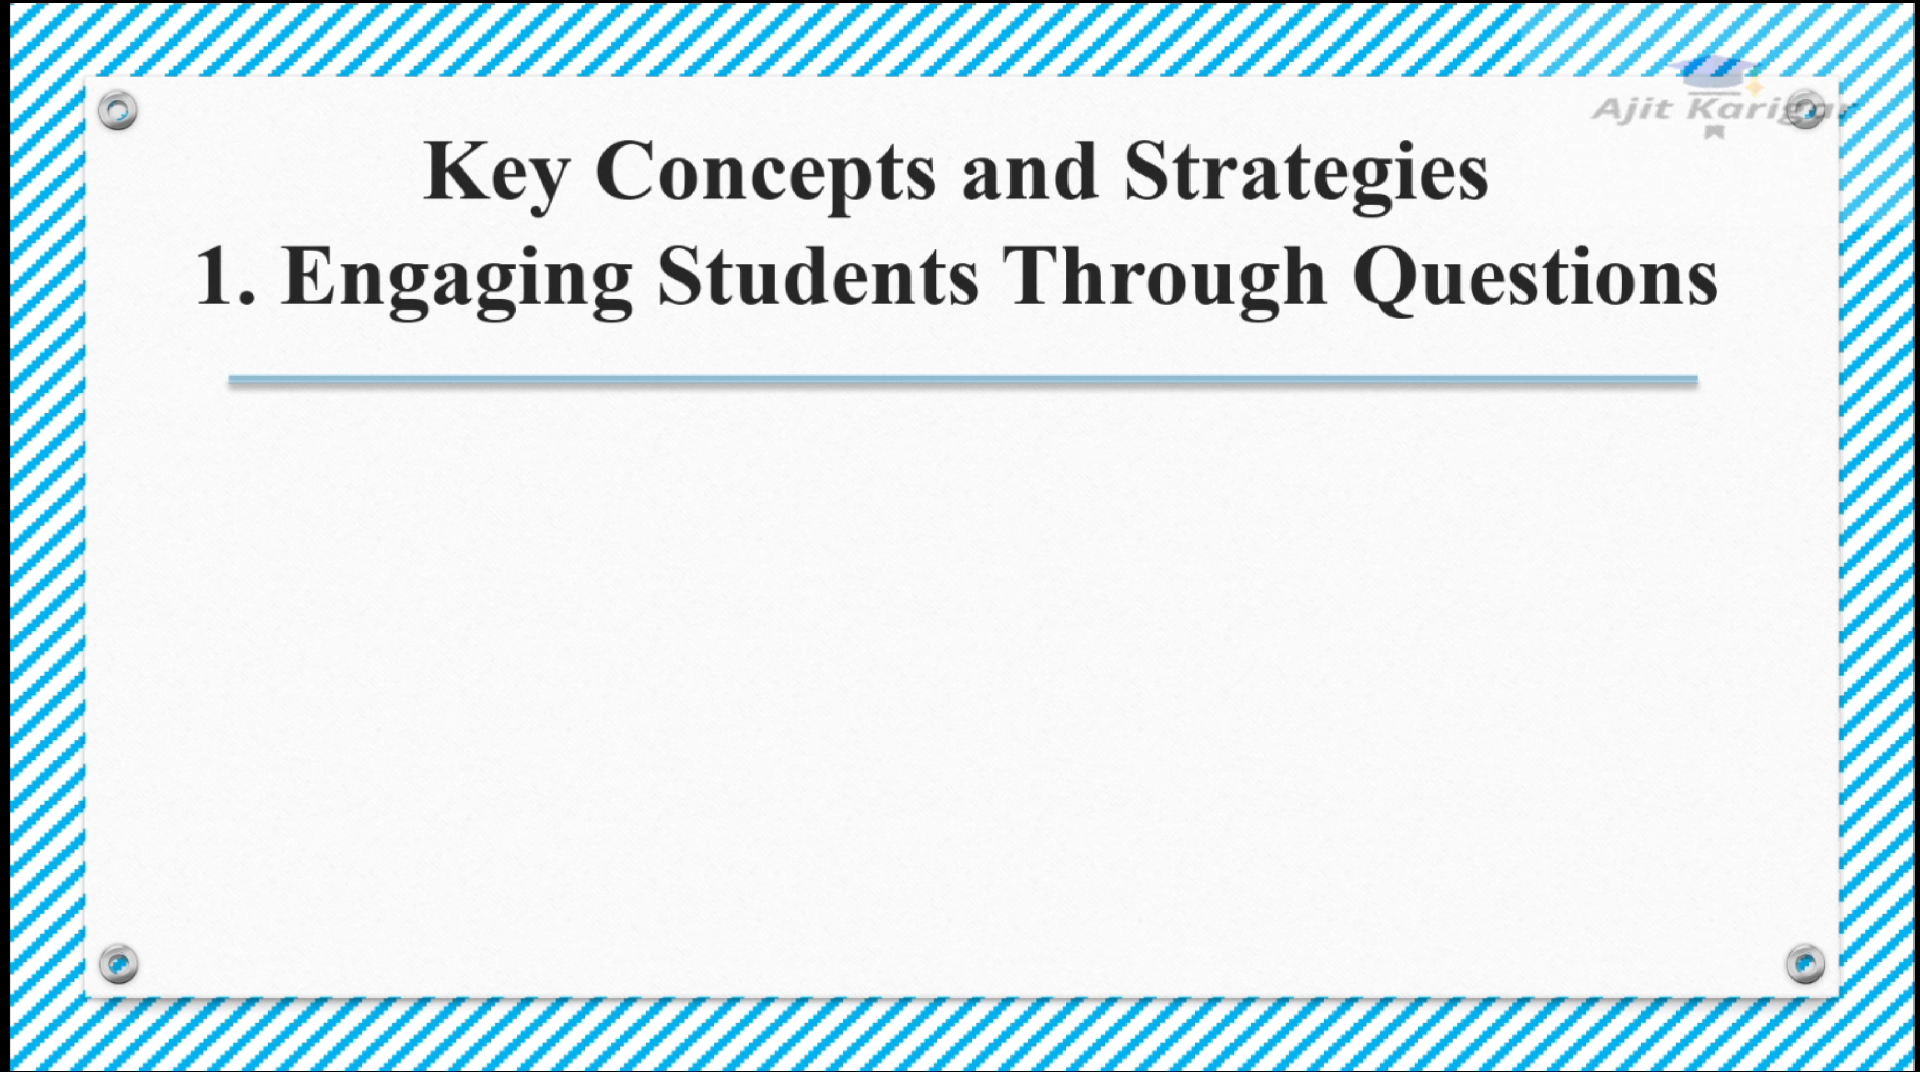 Ajit Karigar
Key Concepts and Strategies
1. Engaging Students Through Questions